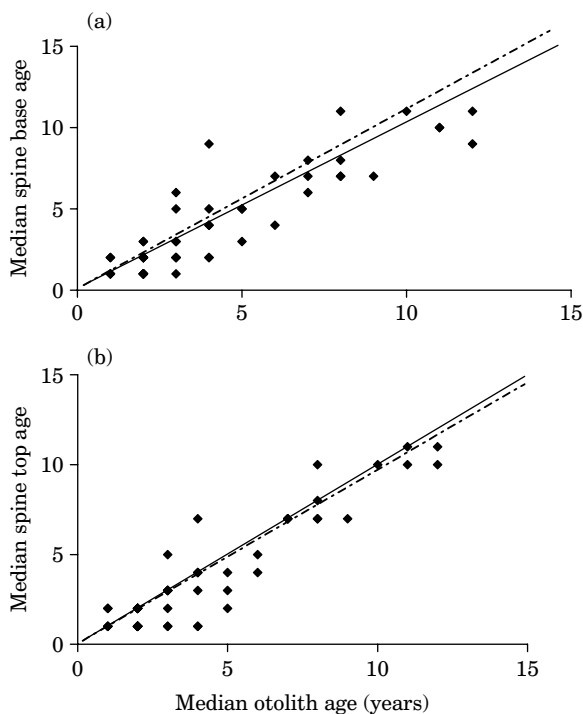 (a)
15
10
5
0
Median spine base age
0 5 10 15
(b)
15
10
5
0
Median spine top age
0 5 10 15
Median otolith age (years)